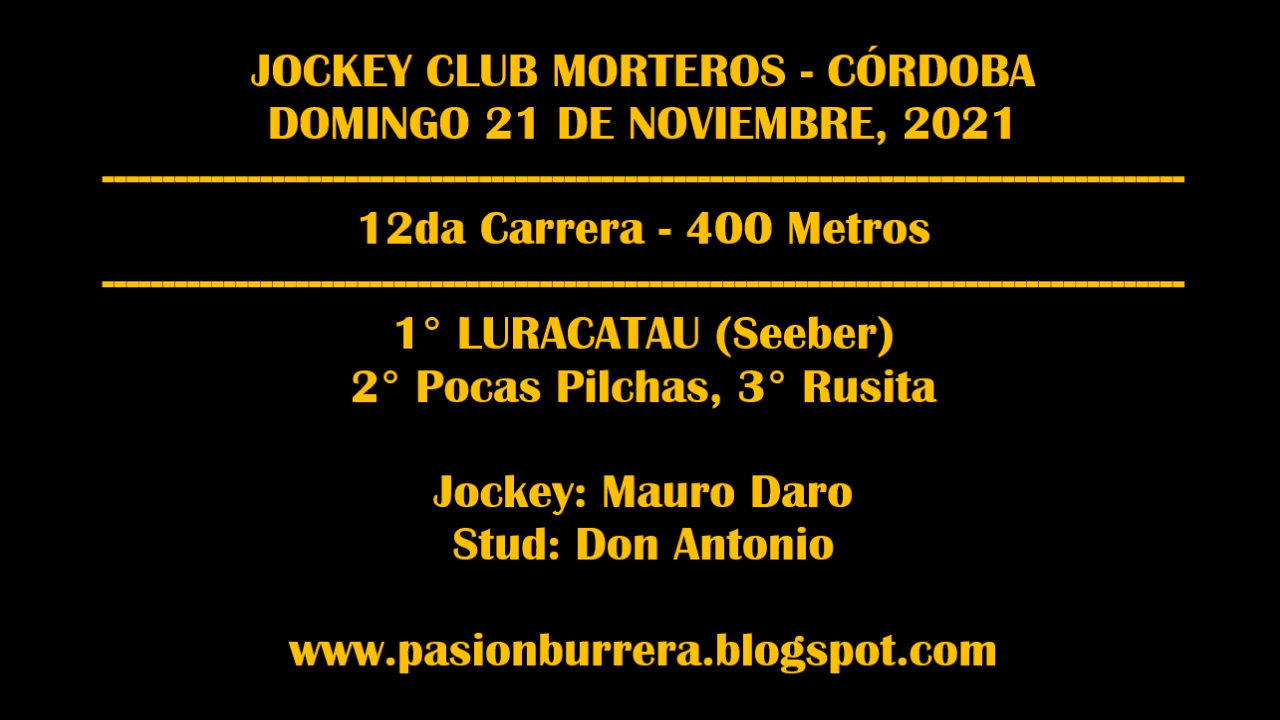 JOCKEY CLUB MORTEROS - CÓRDOBA
DOMINGO 21 DE NOVIEMBRE, 2021
12da Carrera - 400 Metros
1° LURACATAU (Seeber)
2° Pocas Pilchas, 3° Rusita
Jockey: Mauro Daro
Stud: Don Antonio
www.pasionburrera.blogspot.com